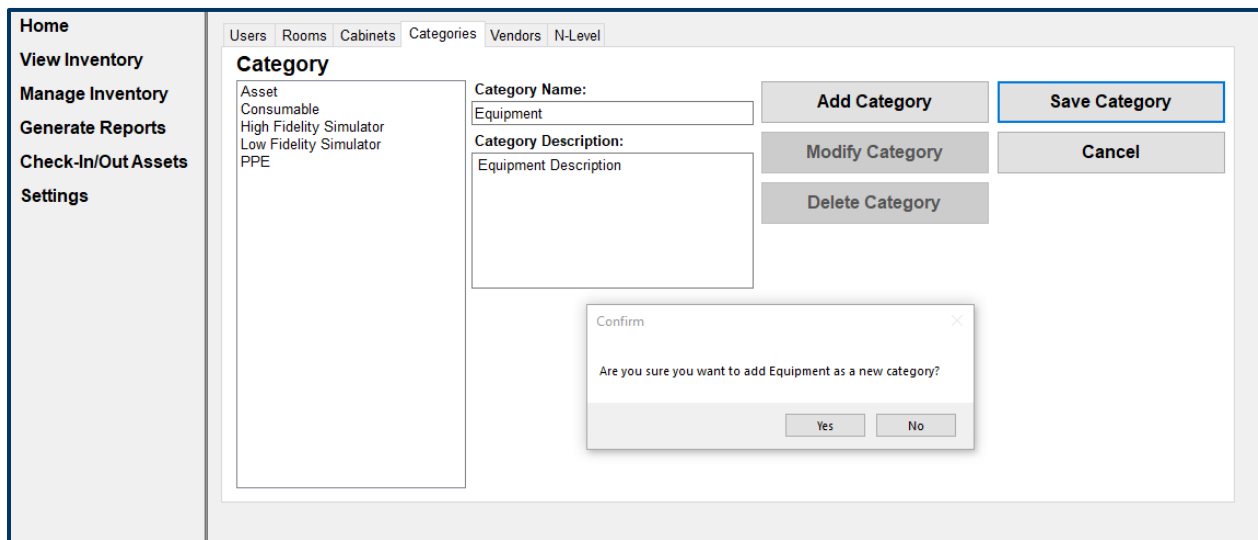 Home
View Inventory
Manage Inventory
Generate Reports
Check-In/Out Assets
Settings
Users Rooms Cabinets Categories Vendors N-Level
Category
Asset
Consumable
High Fidelity Simulator
Low Fidelity Simulator
PPE
Category Name:
Equipment
Category Description:
Equipment Description
Add Category
Save Category
Modify Category
Cancel
Delete Category
Confirm
Are you sure you want to add Equipment as a new category?
Yes No